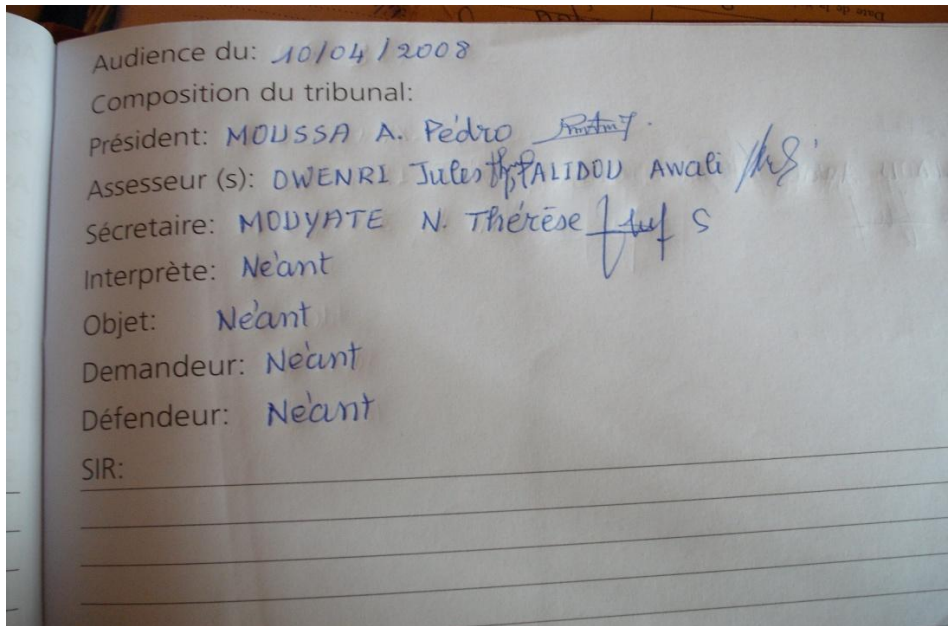 Audience du: 10/04/2008
Composition du tribunal:
Président: MOUSSA A. Pédro
Assesseur (s): OWENRI Jules PALIDOU Awali
Sécretaire: MODYATE N. Thérèse
Interprète: Néant
Objet: Néant
Demandeur: Néant
Défendeur: Néant
SIR: